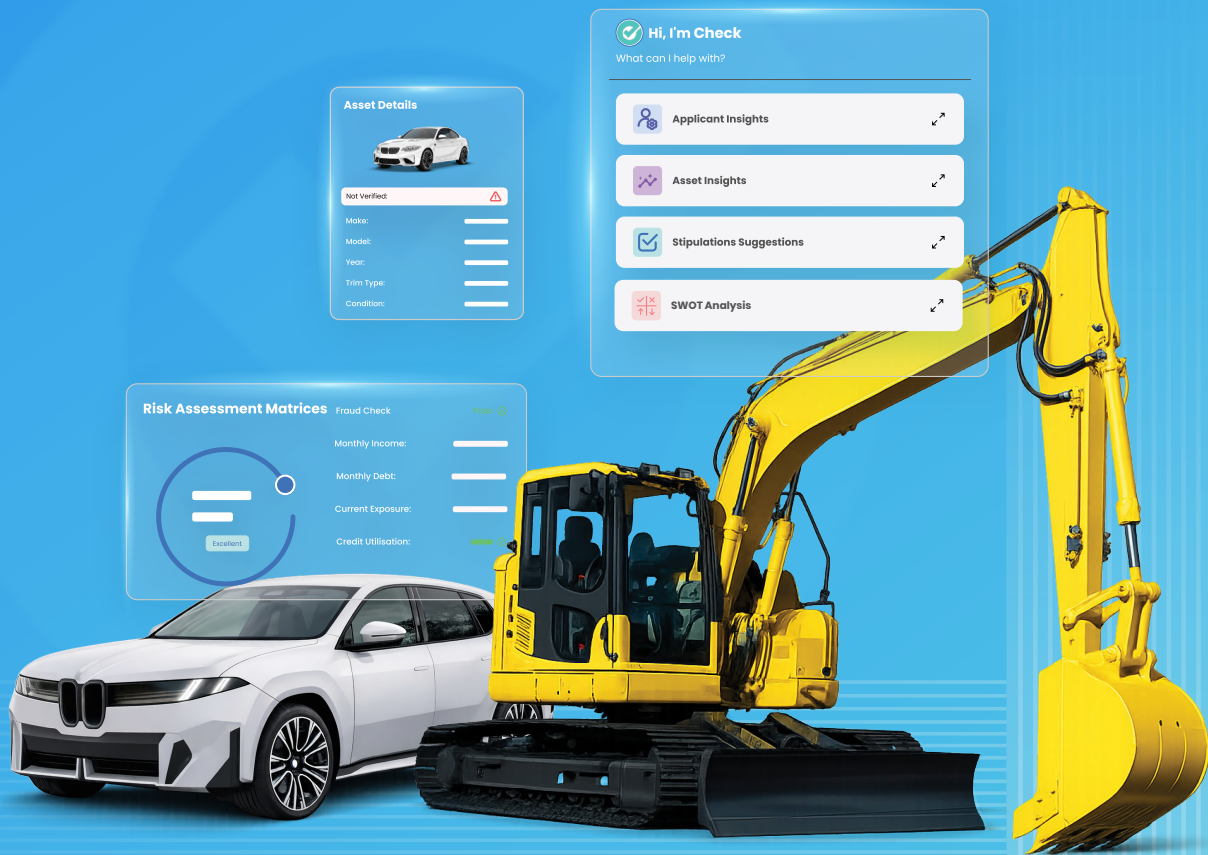 Hi, I'm Check
What can I help with?
Applicant Insights
Asset Insights
Stipulations Suggestions
SWOT Analysis
Asset Details
Not Verified:
Make:
Model:
Year:
Trim Type:
Condition:
Risk Assessment Matrices
Excellent
Fraud Check
Monthly Income:
Monthly Debt:
Current Exposure:
Credit Utilisation: